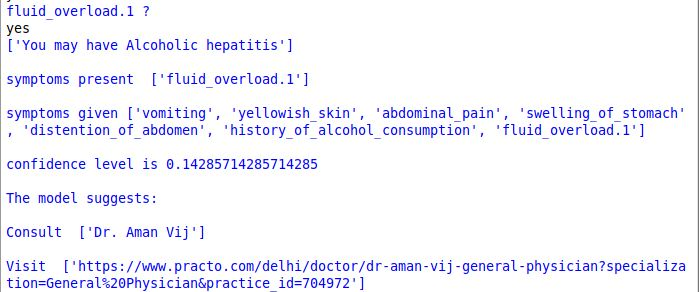 fluid_overload.1 ?
yes
['You may have Alcoholic hepatitis']
symptoms present  ['fluid_overload.1']
symptoms given ['vomiting', 'yellowish_skin', 'abdominal_pain', 'swelling_of_stomach'
, 'distention_of_abdomen', 'history_of_alcohol_consumption', 'fluid_overload.1']
confidence level is 0.14285714285714285
The model suggests:
Consult  ['Dr. Aman Vij']
Visit  ['https://www.practo.com/delhi/doctor/dr-aman-vij-general-physician?specializa
tion=General%20Physician&practice_id=704972']